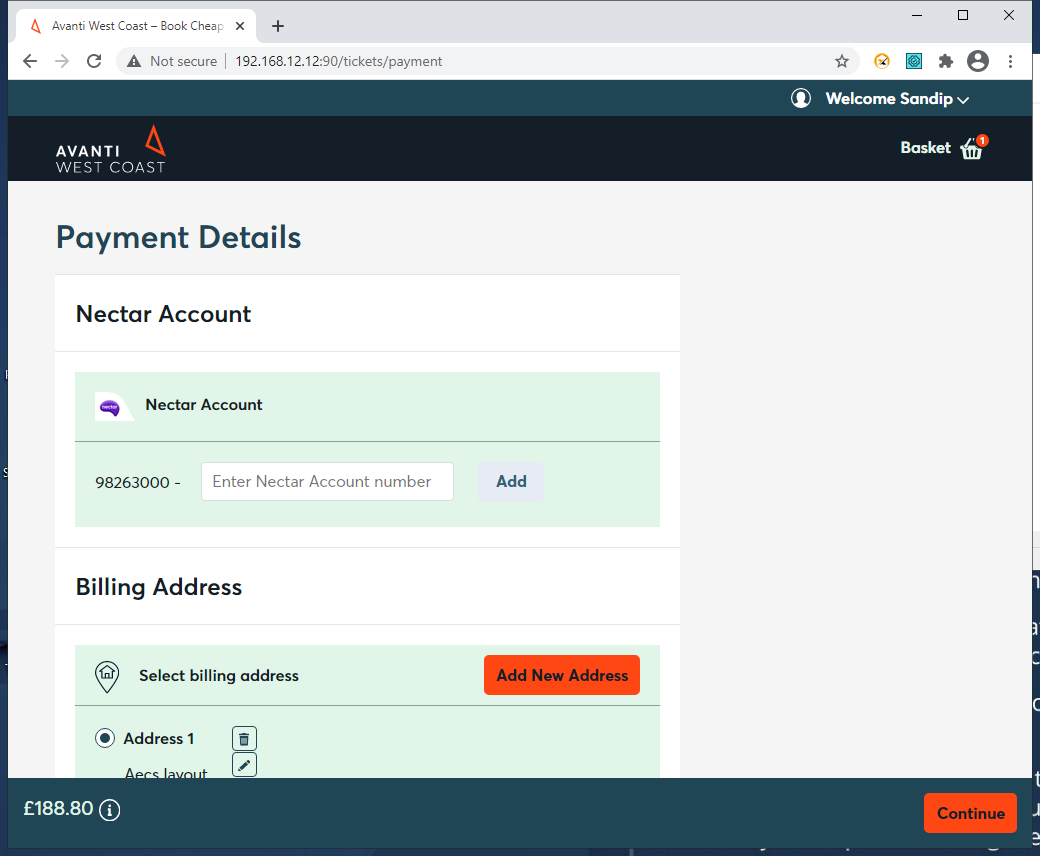 Avanti West Coast – Book Cheap
Not secure
192.168.12.12:90/tickets/payment
Welcome Sandip
AVANTI
WEST COAST
Basket
1
Payment Details
Nectar Account
nectar
Nectar Account
98263000 -
Enter Nectar Account number
Add
Billing Address
Select billing address
Add New Address
Address 1
Aecs layout
£188.80
Continue